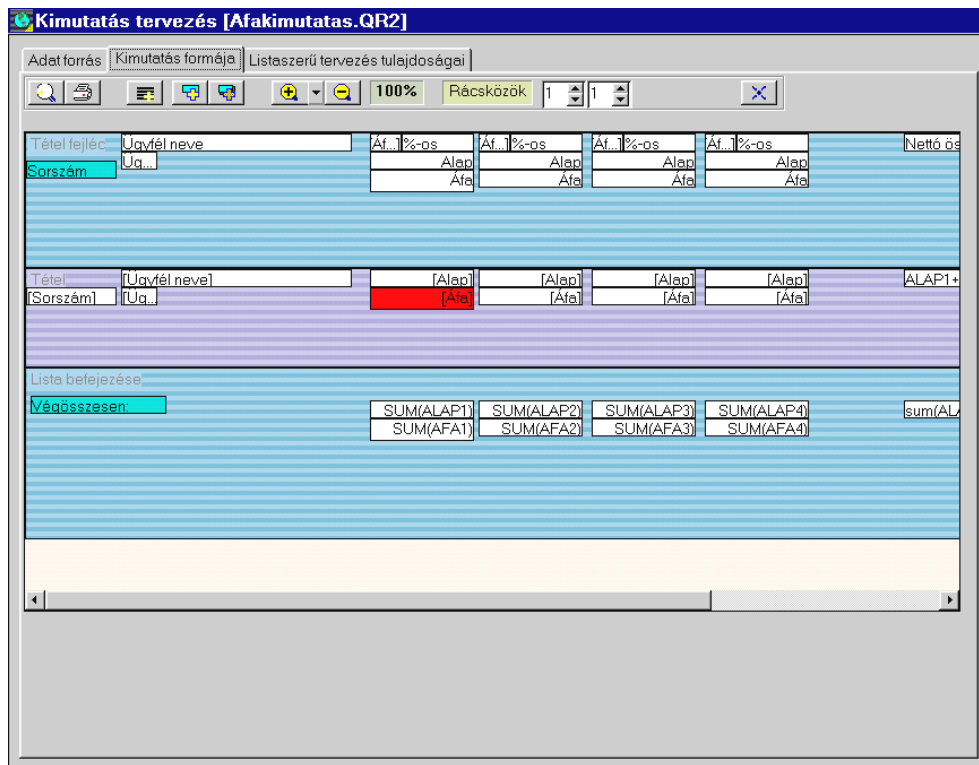 Kimutatás tervezés [Afakimutatas.QR2]
Adatforrás Kimutatás formája Listaszerű tervezés tulajdoságai
100% Rácsközök 1 1
Tétel fejléc Ügyfél neve [Áf...] %-os [Áf...] %-os [Áf...] %-os [Áf...] %-os Nettó ös
Sorszám Üg... Alap Alap Alap Alap
Áfa Áfa Áfa Áfa
Tétel [Ügyfél neve] [Alap] [Alap] [Alap] [Alap] ALAP1+
[Sorszám] [Üg... [Áfa] [Áfa] [Áfa] [Áfa]
Lista befejezése
Végösszesen: SUM(ALAP1) SUM(ALAP2) SUM(ALAP3) SUM(ALAP4) sum(ALA
SUM(AFA1) SUM(AFA2) SUM(AFA3) SUM(AFA4)